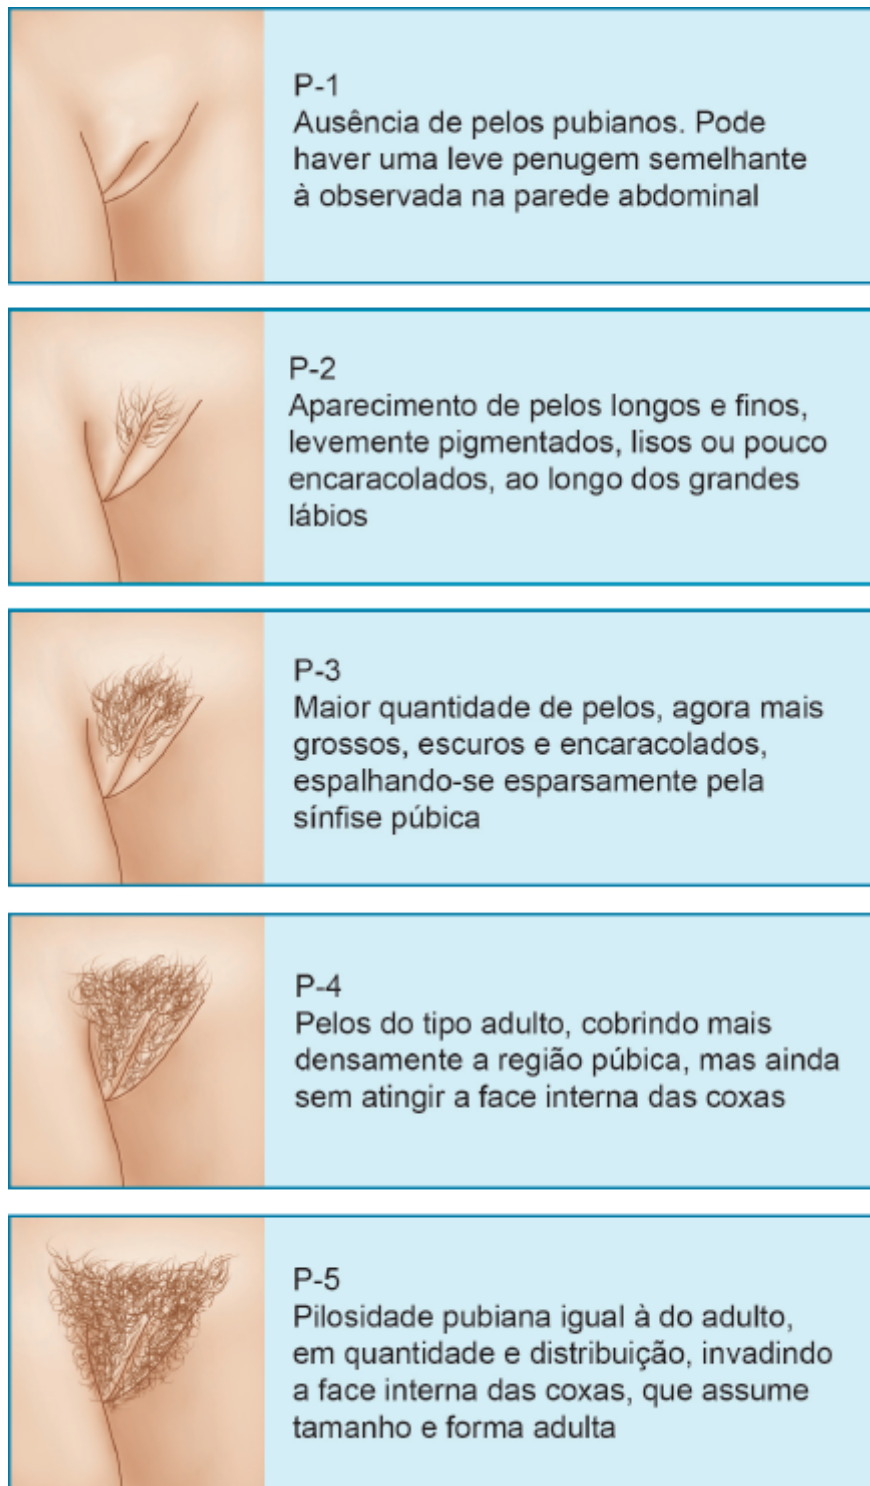 P-1
Ausência de pelos pubianos. Pode
haver uma leve penugem semelhante
à observada na parede abdominal
P-2
Aparecimento de pelos longos e finos,
levemente pigmentados, lisos ou pouco
encaracolados, ao longo dos grandes
lábios
P-3
Maior quantidade de pelos, agora mais
grossos, escuros e encaracolados,
espalhando-se esparsamente pela
sínfise púbica
P-4
Pelos do tipo adulto, cobrindo mais
densamente a região púbica, mas ainda
sem atingir a face interna das coxas
P-5
Pilosidade pubiana igual à do adulto,
em quantidade e distribuição, invadindo
a face interna das coxas, que assume
tamanho e forma adulta